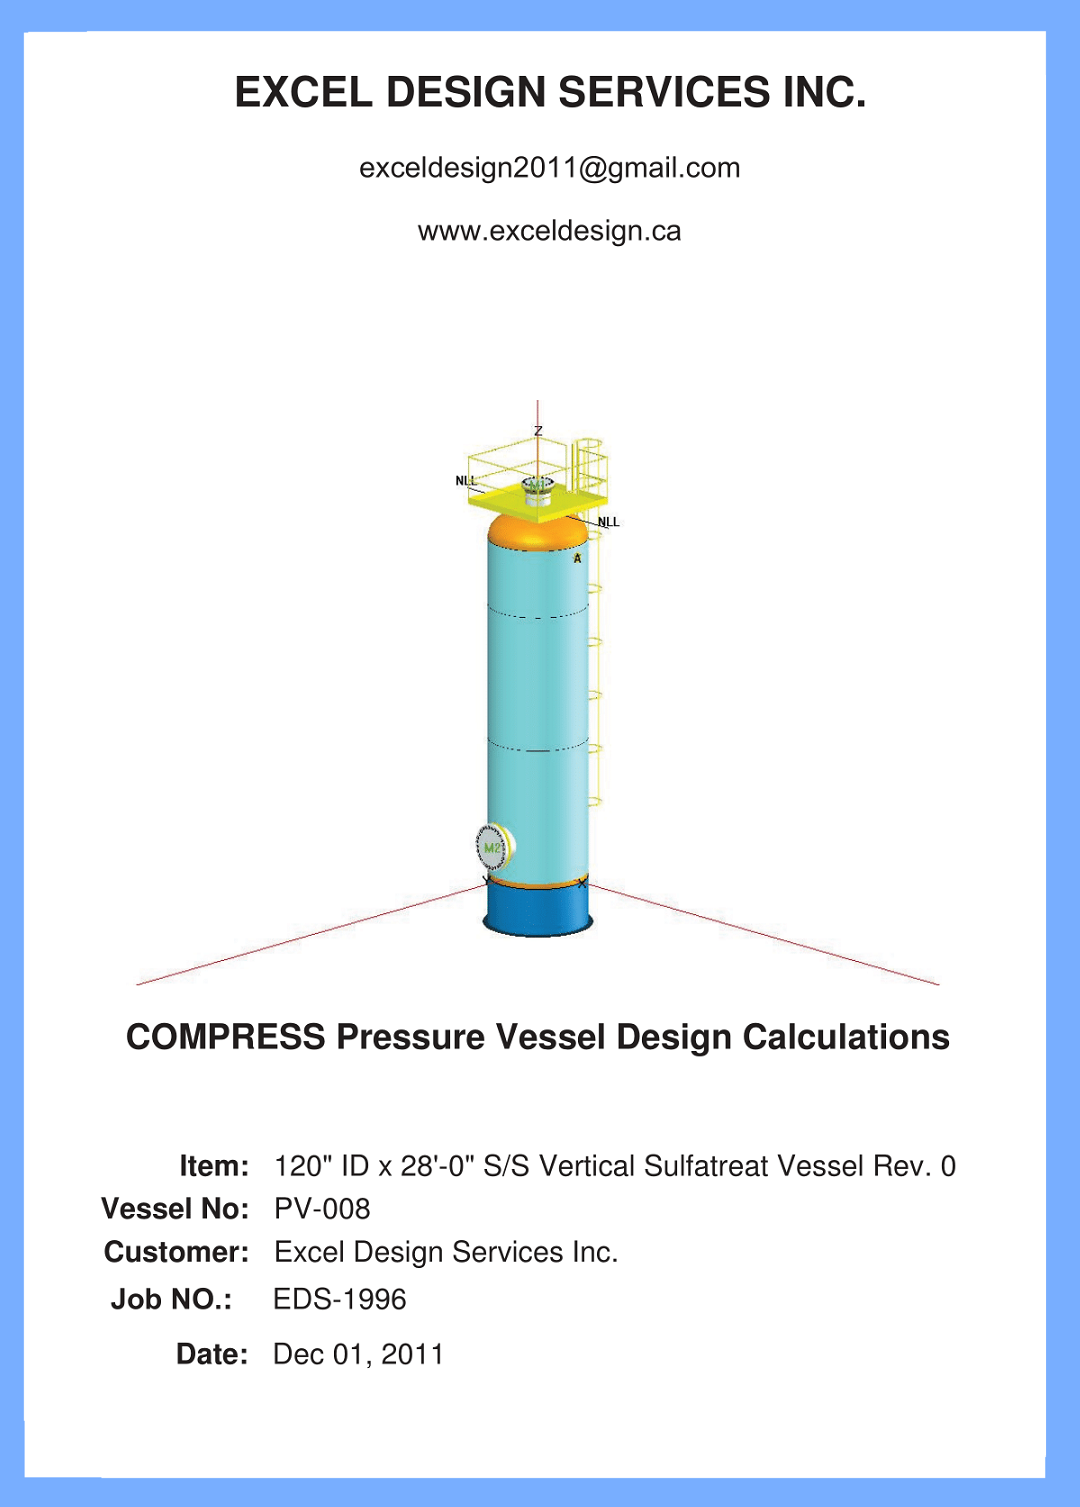 EXCEL DESIGN SERVICES INC.
exceldesign2011@gmail.com
www.exceldesign.ca
Z
NLL
M1
NLL
A
M2
Y
X
COMPRESS Pressure Vessel Design Calculations
Item: 120" ID x 28'-0" S/S Vertical Sulfatreat Vessel Rev. 0
Vessel No: PV-008
Customer: Excel Design Services Inc.
Job NO.: EDS-1996
Date: Dec 01, 2011